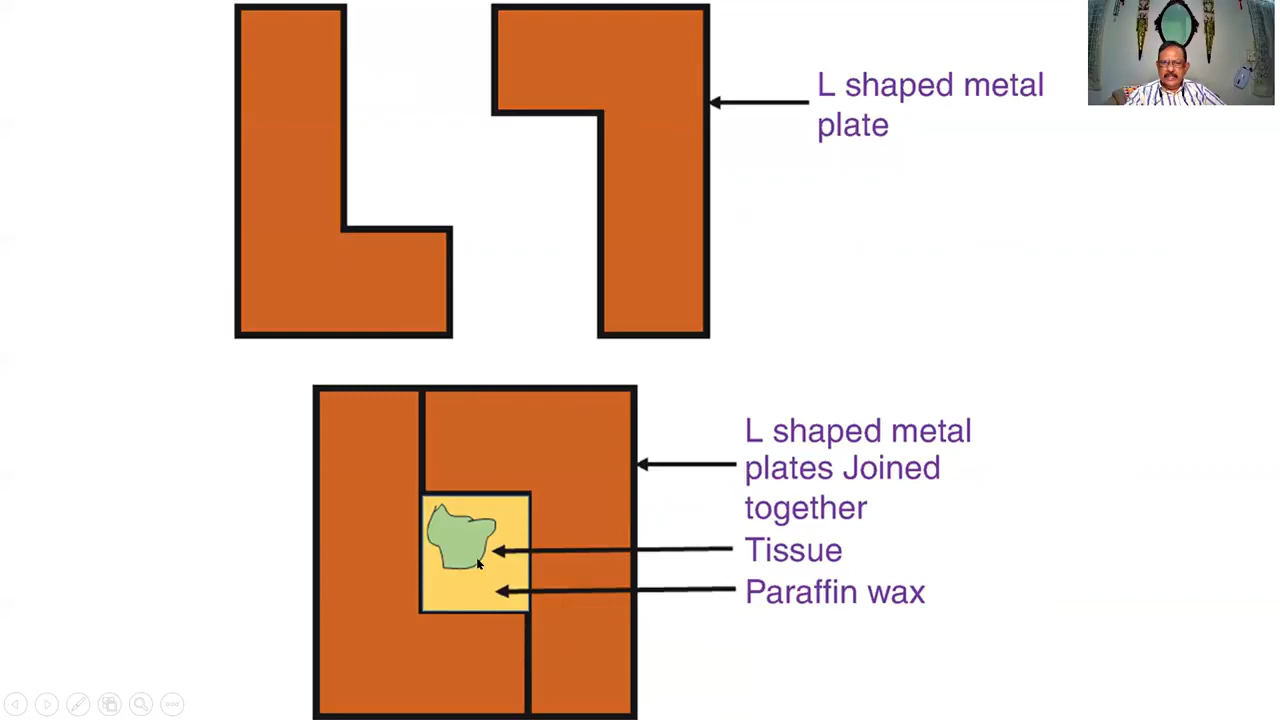 L shaped metal
plate
L shaped metal
plates Joined
together
Tissue
Paraffin wax